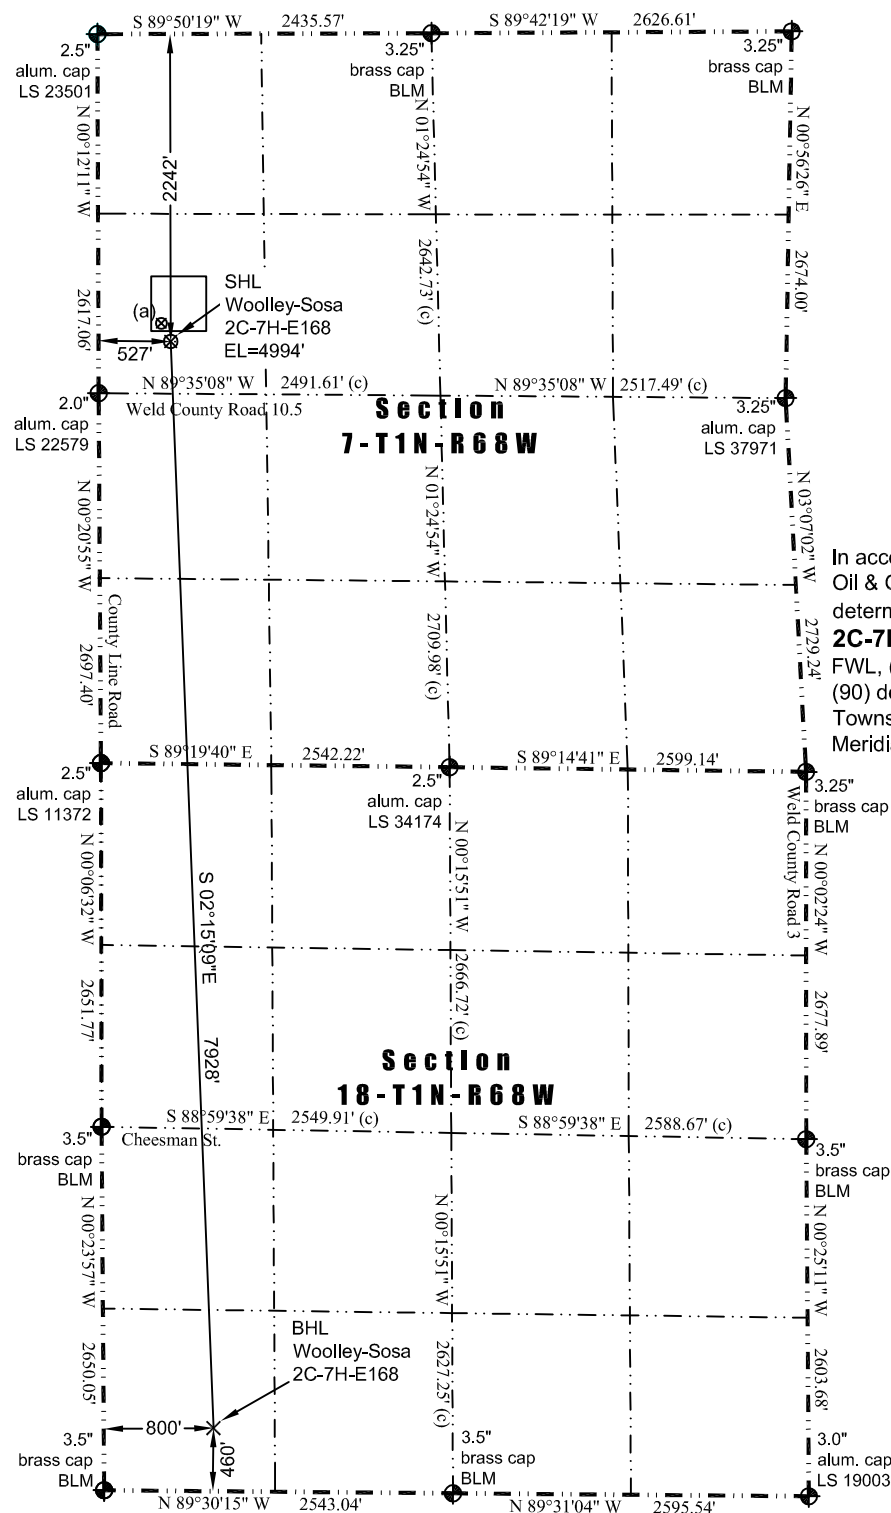 S 89°50'19" W 2435.57' S 89°42'19" W 2626.61'
2.5"
alum. cap
LS 23501
3.25"
brass cap
BLM
3.25"
brass cap
BLM
N 00°12'11" W
2617.06'
2242'
N 01°24'54" W
2642.73' (c)
N 00°56'26" E
2674.00'
(a)
527'
SHL
Woolley-Sosa
2C-7H-E168
EL=4994'
N 89°35'08" W 2491.61' (c) N 89°35'08" W 2517.49' (c)
Weld County Road 10.5
2.0"
alum. cap
LS 22579
Section
7-T1N-R68W
3.25"
alum. cap
LS 37971
N 00°20'55" W
2697.40'
County Line Road
N 01°24'54" W
2709.98' (c)
N 03°07'02" W
2729.24'
In acco
Oil & 
determ
2C-7
FWL, 
(90) de
Towns
Meridi
S 89°19'40" E 2542.22' S 89°14'41" E 2599.14'
2.5"
alum. cap
LS 11372
2.5"
alum. cap
LS 34174
3.25"
brass cap
BLM
Weld County Road 3
N 00°06'32" W
2651.77'
S 02°15'09"E 7928'
N 00°15'51" W
2666.72' (c)
N 00°02'24" W
2677.89'
Section
18-T1N-R68W
S 88°59'38" E 2549.91' (c) S 88°59'38" E 2588.67' (c)
Cheesman St.
3.5"
brass cap
BLM
3.5"
brass cap
BLM
N 00°23'57" W
2650.05'
N 00°15'51" W
2627.25' (c)
N 00°25'11" W
2603.68'
BHL
Woolley-Sosa
2C-7H-E168
800'
460'
3.5"
brass cap
BLM
3.5"
brass cap
BLM
3.0"
alum. cap
LS 19003
N 89°30'15" W 2543.04' N 89°31'04" W 2595.54'